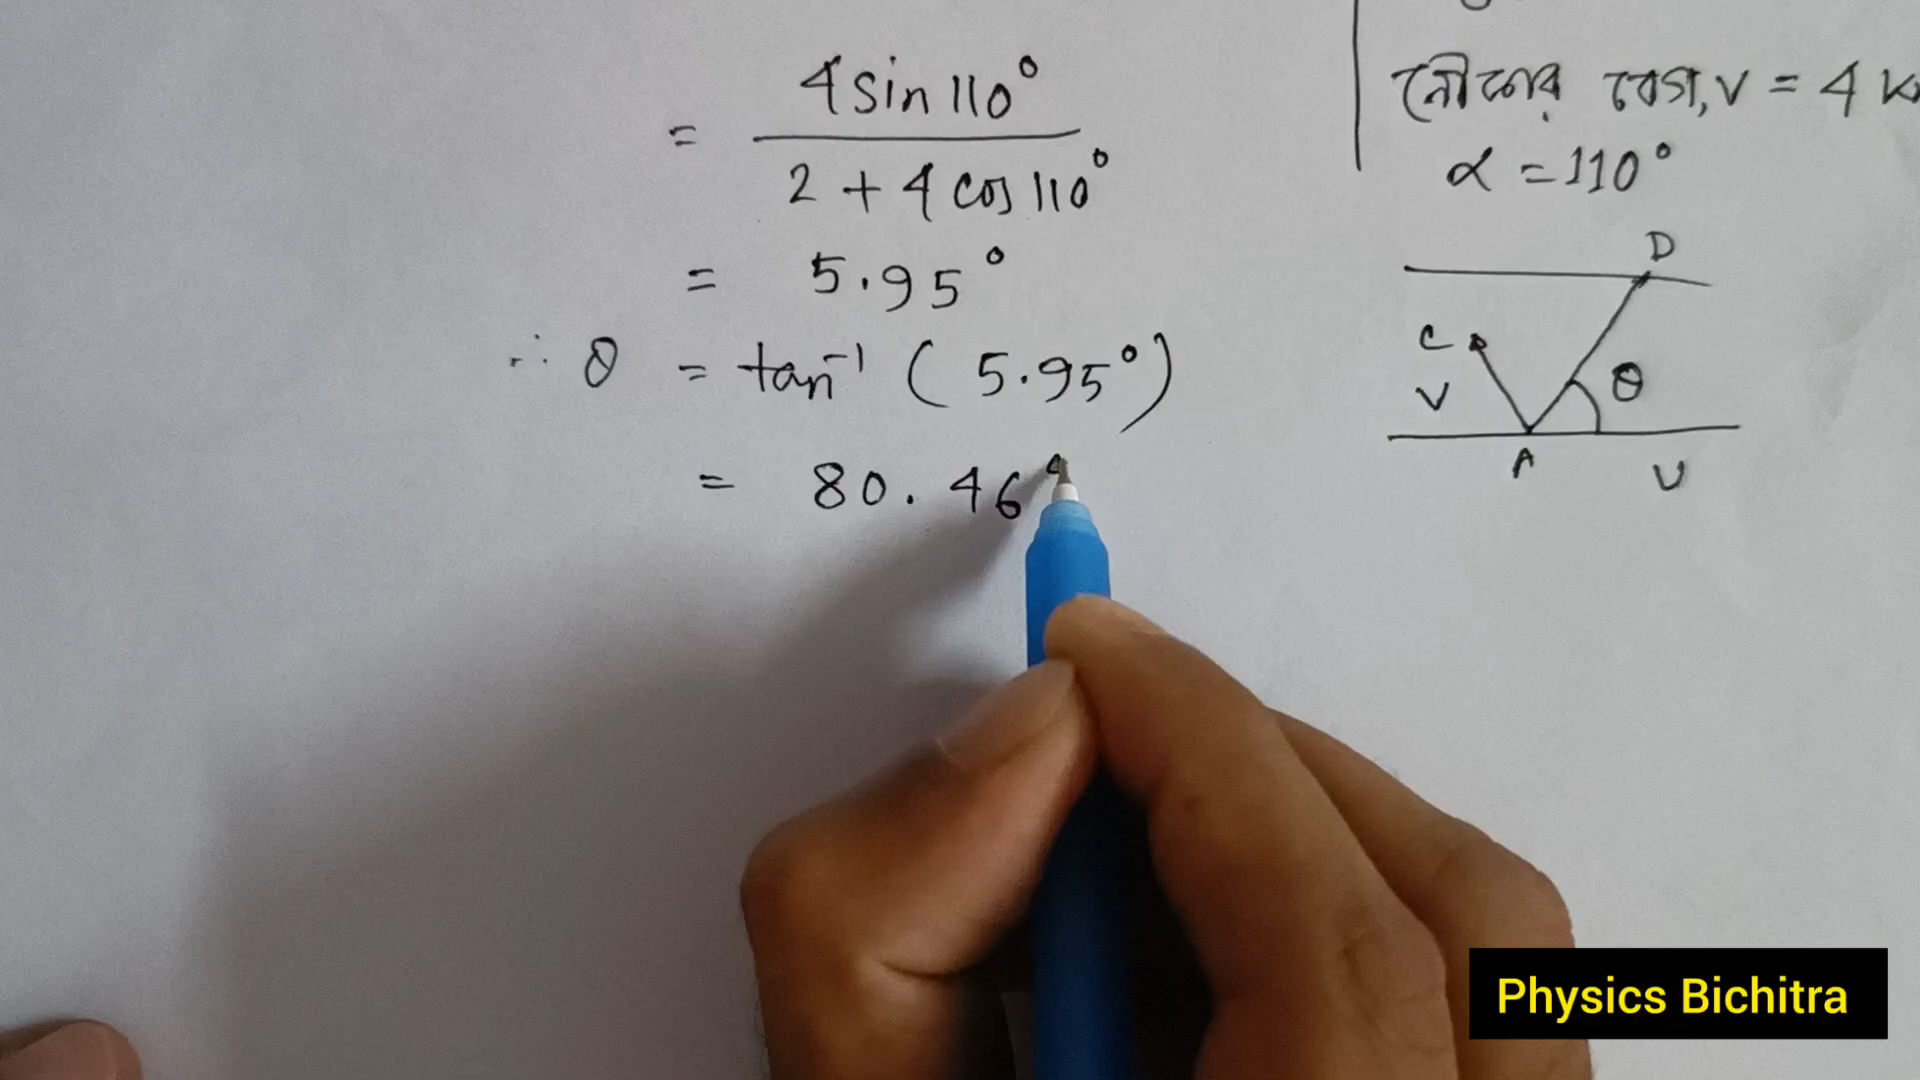 = 4 sin 110° / 2 + 4 cos 110°
= 5.95°
∴ θ = tan⁻¹ (5.95°)
= 80.46°
নৌকার বেগ, v = 4 k
α = 110°
D
C
V
θ
A
U
Physics Bichitra